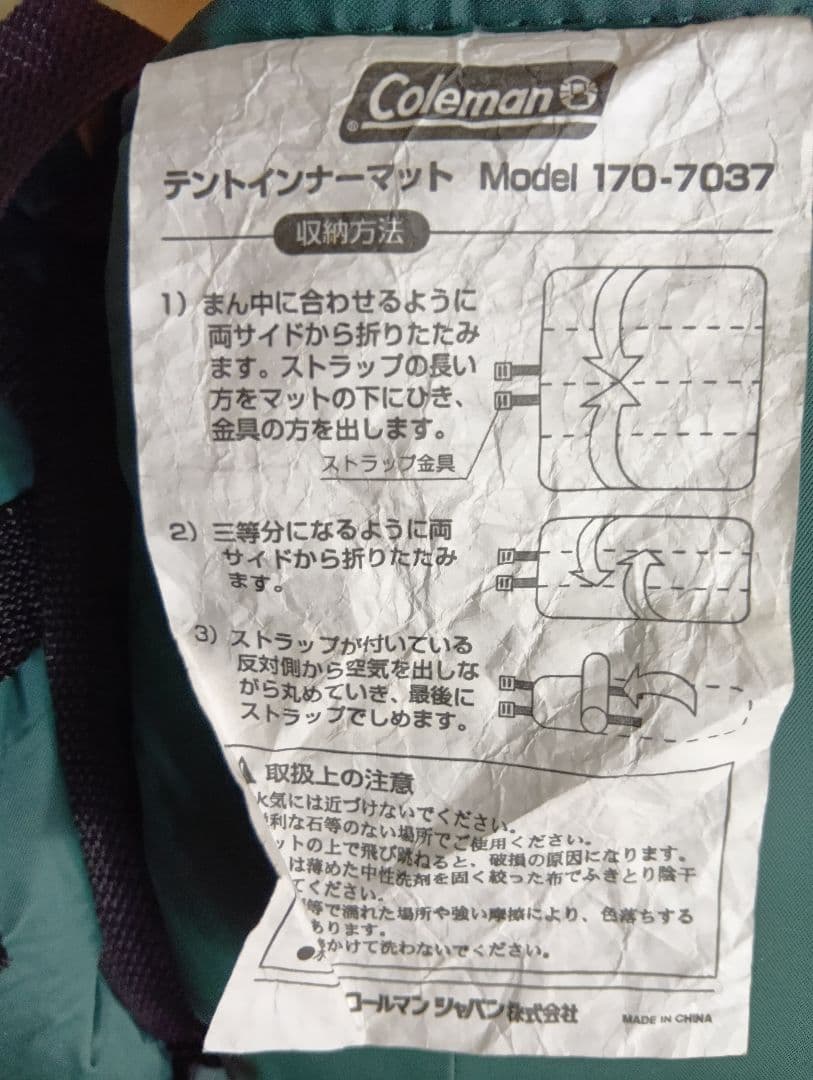 Coleman
テントインナーマット Model 170-7037
収納方法
1) まん中に合わせるように
両サイドから折りたたみ
ます。ストラップの長い
方をマットの下にひき、
金具の方を出します。
ストラップ金具
2) 三等分になるように両
サイドから折りたたみ
ます。
3) ストラップが付いている
反対側から空気を出しな
がら丸めていき、最後に
ストラップでしめます。
取扱上の注意
火気には近づけないでください。
利な石等のない場所でご使用ください。
ットの上で飛び跳ねると、破損の原因になります。
は薄めた中性洗剤を固く絞った布でふきとり陰干
てください。
等で濡れた場所や強い摩擦により、色落ちする
あります。
かけて洗わないでください。
コールマン ジャパン株式会社
MADE IN CHINA